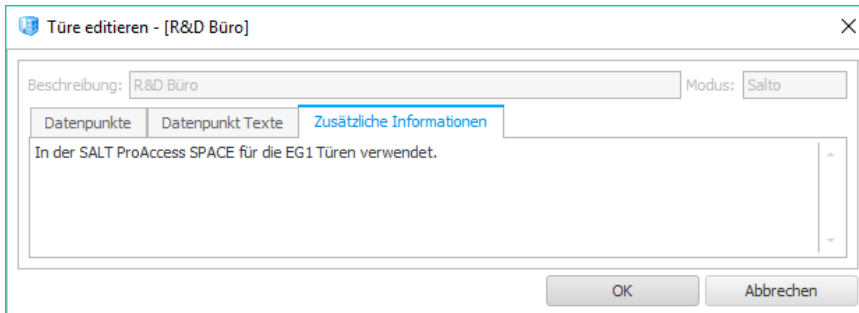 Türe editieren - [R&D Büro]
Beschreibung: R&D Büro Modus: Salto
Datenpunkte Datenpunkt Texte Zusätzliche Informationen
In der SALT ProAccess SPACE für die EG1 Türen verwendet.
OK Abbrechen